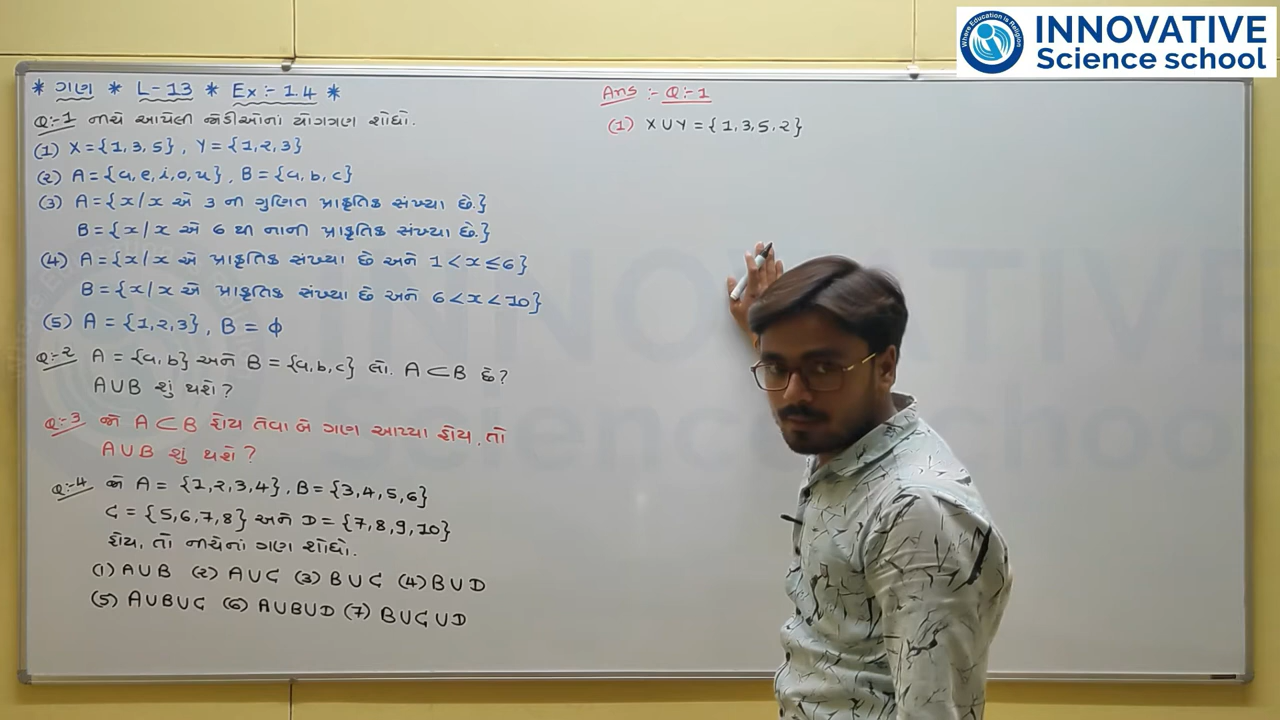 Where Education is Religion
INNOVATIVE
Science school
* ગણ * L-13 * Ex:- 1.4 *
Q:-1 નીચે આપેલી જોડીઓનાં યોગગણ શોધો.
(1) X={1,3,5}, Y={1,2,3}
(2) A={a,e,i,o,u}, B={a,b,c}
(3) A={x/x એ 3 ની ગુણિત પ્રાકૃતિક સંખ્યા છે.}
B={x/x એ 6 થી નાની પ્રાકૃતિક સંખ્યા છે.}
(4) A={x/x એ પ્રાકૃતિક સંખ્યા છે અને 1<x≤6}
B={x/x એ પ્રાકૃતિક સંખ્યા છે અને 6<x<10}
(5) A={1,2,3}, B=ϕ
Q:-2 A={a,b} અને B={a,b,c} લો. A⊂B છે?
A∪B શું થશે?
Q:-3 જો A⊂B હોય તેવા બે ગણ આપ્યા હોય, તો
A∪B શું થશે?
Q:-4 જો A={1,2,3,4}, B={3,4,5,6}
C={5,6,7,8} અને D={7,8,9,10}
હોય, તો નીચેનાં ગણ શોધો.
(1) A∪B (2) A∪C (3) B∪C (4) B∪D
(5) A∪B∪C (6) A∪B∪D (7) B∪C∪D
Ans :- Q:-1
(1) X∪Y={1,3,5,2}
INNOVATIVE
Science school